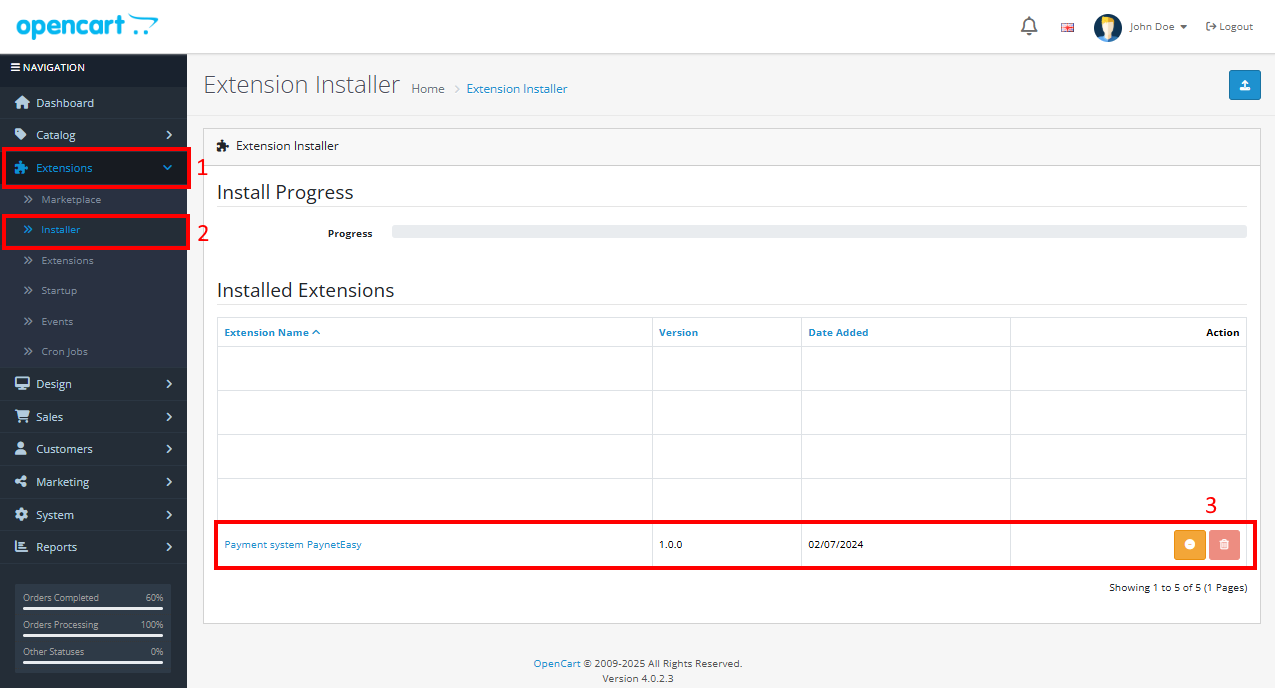 opencart
John Doe
Logout
NAVIGATION
Dashboard
Catalog
Extensions
1
Marketplace
Installer
2
Extensions
Startup
Events
Cron Jobs
Design
Sales
Customers
Marketing
System
Reports
Orders Completed 60%
Orders Processing 100%
Other Statuses 0%
Extension Installer Home Extension Installer
Extension Installer
Install Progress
Progress
Installed Extensions
Extension Name Version Date Added Action
3
Payment system PaynetEasy 1.0.0 02/07/2024
Showing 1 to 5 of 5 (1 Pages)
OpenCart © 2009-2025 All Rights Reserved.
Version 4.0.2.3